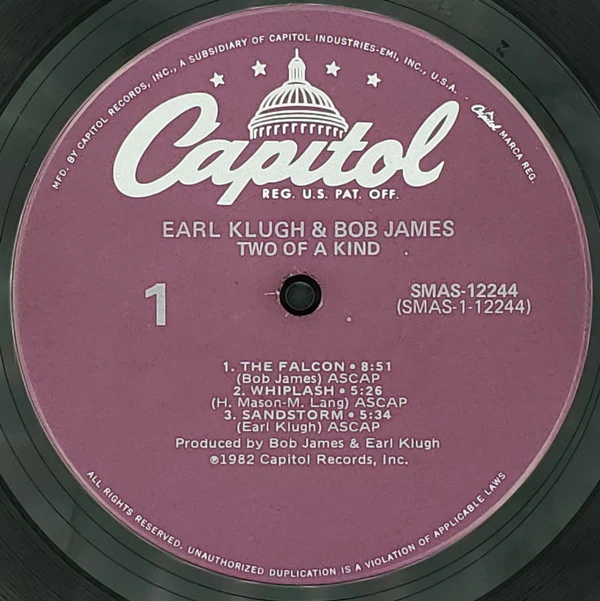 MFD. BY CAPITOL RECORDS, INC., A SUBSIDIARY OF CAPITOL INDUSTRIES-EMI, INC., U.S.A. · Capitol MARCA REG.
Capitol
REG. U.S. PAT. OFF.
EARL KLUGH & BOB JAMES
TWO OF A KIND
1
SMAS-12244
(SMAS-1-12244)
1. THE FALCON • 8:51
(Bob James) ASCAP
2. WHIPLASH • 5:26
(H. Mason-M. Lang) ASCAP
3. SANDSTORM • 5:34
(Earl Klugh) ASCAP
Produced by Bob James & Earl Klugh
℗1982 Capitol Records, Inc.
ALL RIGHTS RESERVED. UNAUTHORIZED DUPLICATION IS A VIOLATION OF APPLICABLE LAWS